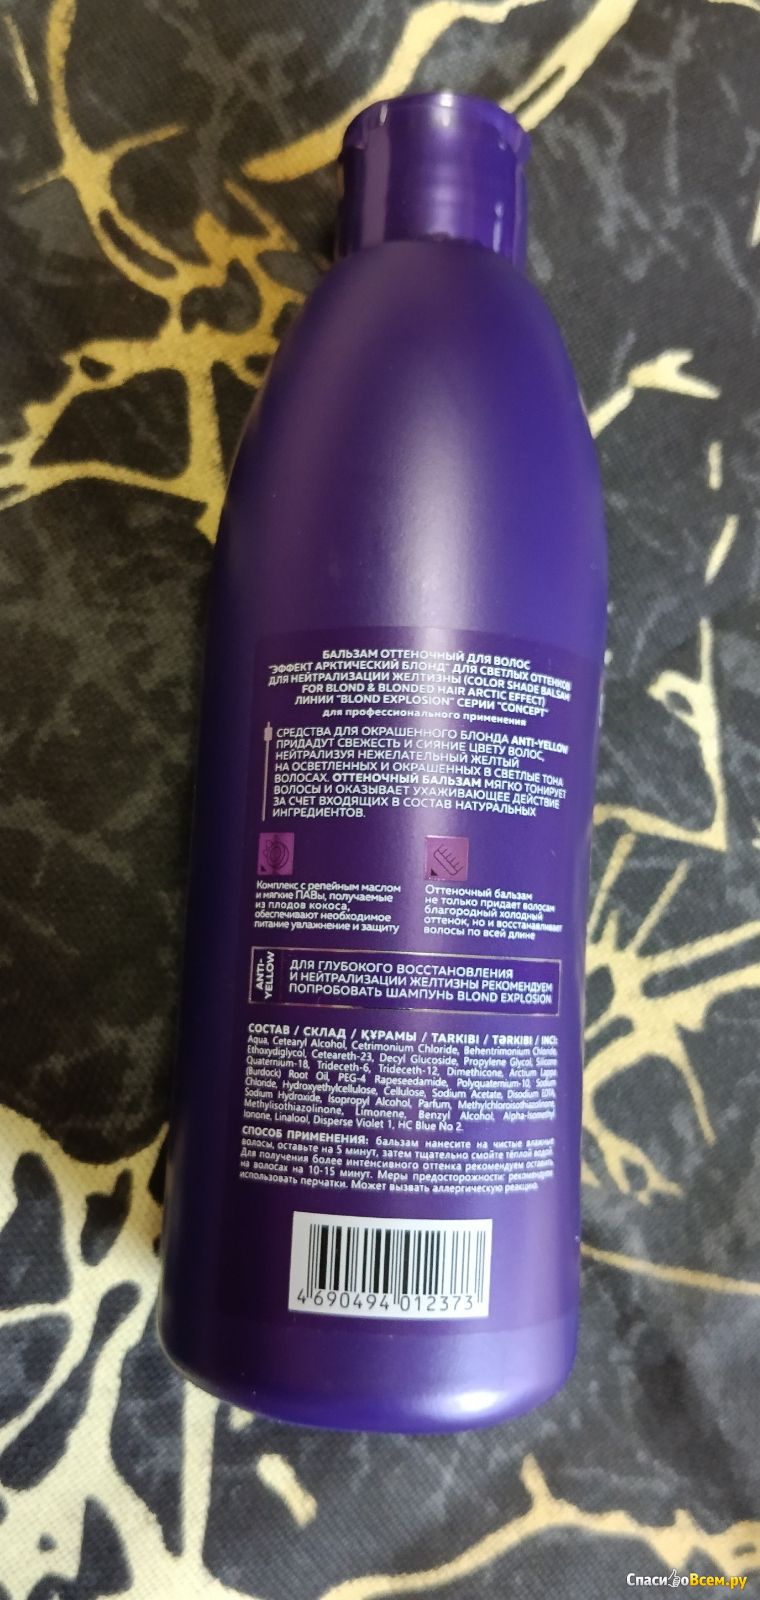 БАЛЬЗАМ ОТТЕНОЧНЫЙ ДЛЯ ВОЛОС
"ЭФФЕКТ АРКТИЧЕСКИЙ БЛОНД" ДЛЯ СВЕТЛЫХ ОТТЕНКОВ
ДЛЯ НЕЙТРАЛИЗАЦИИ ЖЕЛТИЗНЫ (COLOR SHADE BALSAM
FOR BLOND & BLONDED HAIR ARCTIC EFFECT)
ЛИНИИ "BLOND EXPLOSION" СЕРИИ "CONCEPT"
для профессионального применения
СРЕДСТВА ДЛЯ ОКРАШЕННОГО БЛОНДА ANTI-YELLOW
ПРИДАДУТ СВЕЖЕСТЬ И СИЯНИЕ ЦВЕТУ ВОЛОС,
НЕЙТРАЛИЗУЯ НЕЖЕЛАТЕЛЬНЫЙ ЖЕЛТЫЙ
НА ОСВЕТЛЕННЫХ И ОКРАШЕННЫХ В СВЕТЛЫЕ ТОНА
ВОЛОСАХ. ОТТЕНОЧНЫЙ БАЛЬЗАМ МЯГКО ТОНИРУЕТ
ВОЛОСЫ И ОКАЗЫВАЕТ УХАЖИВАЮЩЕЕ ДЕЙСТВИЕ
ЗА СЧЕТ ВХОДЯЩИХ В СОСТАВ НАТУРАЛЬНЫХ
ИНГРЕДИЕНТОВ.
Комплекс с репейным маслом
и мягкие ПАВы, получаемые
из плодов кокоса,
обеспечивают необходимое
питание увлажнение и защиту
Оттеночный бальзам
не только придает волосам
благородный холодный
оттенок, но и восстанавливает
волосы по всей длине
ANTI-
YELLOW
ДЛЯ ГЛУБОКОГО ВОССТАНОВЛЕНИЯ
И НЕЙТРАЛИЗАЦИИ ЖЕЛТИЗНЫ РЕКОМЕНДУЕМ
ПОПРОБОВАТЬ ШАМПУНЬ BLOND EXPLOSION
СОСТАВ / СКЛАД / ҚҰРАМЫ / TARKIBI / TƏRKIBI / INCI:
Aqua, Cetearyl Alcohol, Cetrimonium Chloride, Behentrimonium Chloride,
Ethoxydiglycol, Ceteareth-23, Decyl Glucoside, Propylene Glycol, Silicone
Quaternium-18, Trideceth-6, Trideceth-12, Dimethicone, Arctium Lappa
(Burdock) Root Oil, PEG-4 Rapeseedamide, Polyquaternium-10, Sodium
Chloride, Hydroxyethylcellulose, Cellulose, Sodium Acetate, Disodium EDTA,
Sodium Hydroxide, Isopropyl Alcohol, Parfum, Methylchloroisothiazolinone,
Methylisothiazolinone, Limonene, Benzyl Alcohol, Alpha-Isomethyl
Ionone, Linalool, Disperse Violet 1, HC Blue No 2.
СПОСОБ ПРИМЕНЕНИЯ: бальзам нанесите на чистые влажные
волосы, оставьте на 5 минут, затем тщательно смойте тёплой водой.
Для получения более интенсивного оттенка рекомендуем оставить
на волосах на 10-15 минут. Меры предосторожности: рекомендуем
использовать перчатки. Может вызвать аллергическую реакцию.
4 690494 012373
СпасибоВсем.ру